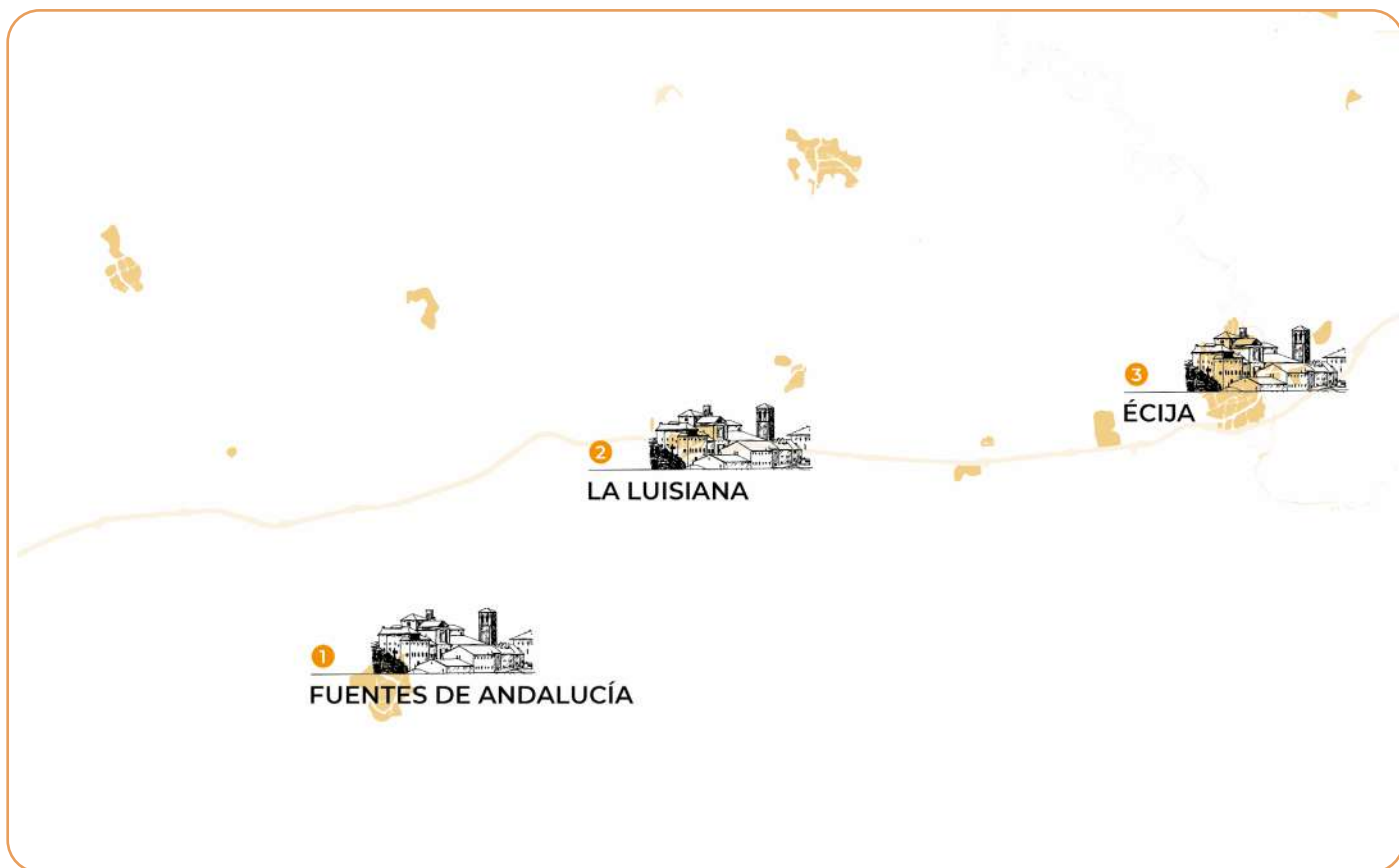 3
ÉCIJA
2
LA LUISIANA
1
FUENTES DE ANDALUCÍA